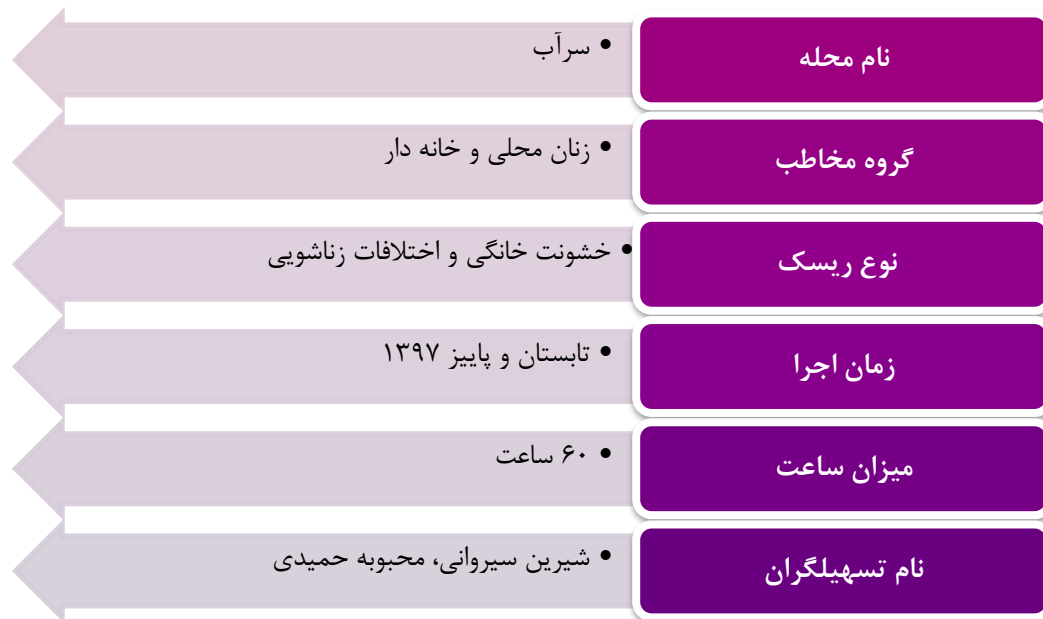 نام محله
• سرآب
گروه مخاطب
• زنان محلی و خانه دار
نوع ریسک
• خشونت خانگی و اختلافات زناشویی
زمان اجرا
• تابستان و پاییز ۱۳۹۷
میزان ساعت
• ۶۰ ساعت
نام تسهیلگران
• شیرین سیروانی، محبوبه حمیدی